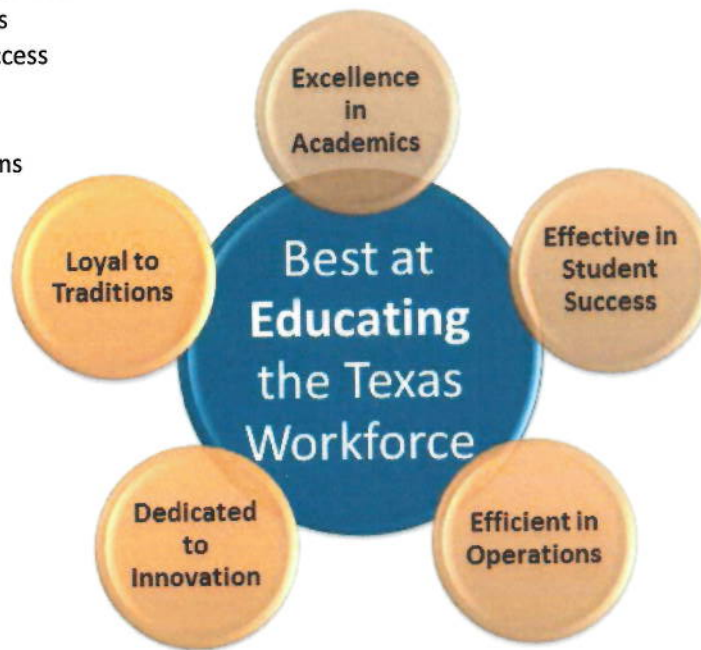 s
ccess
ns
Excellence
in
Academics
Loyal to
Traditions
Best at
Educating
the Texas
Workforce
Effective in
Student
Success
Dedicated
to
Innovation
Efficient in
Operations